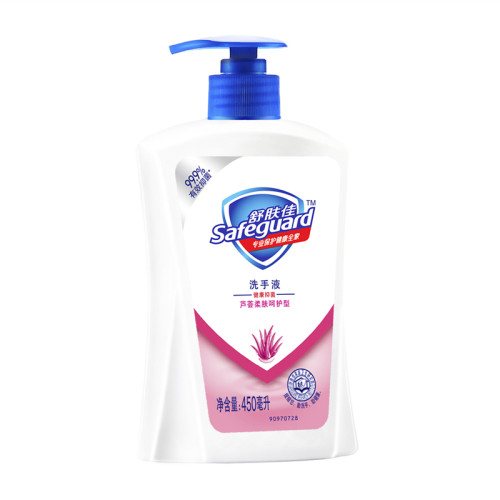 99.9%
有效抑菌*
舒肤佳
TM
Safeguard
专业保护健康全家
洗手液
健康抑菌
芦荟柔肤呵护型
净含量:450毫升
90970728